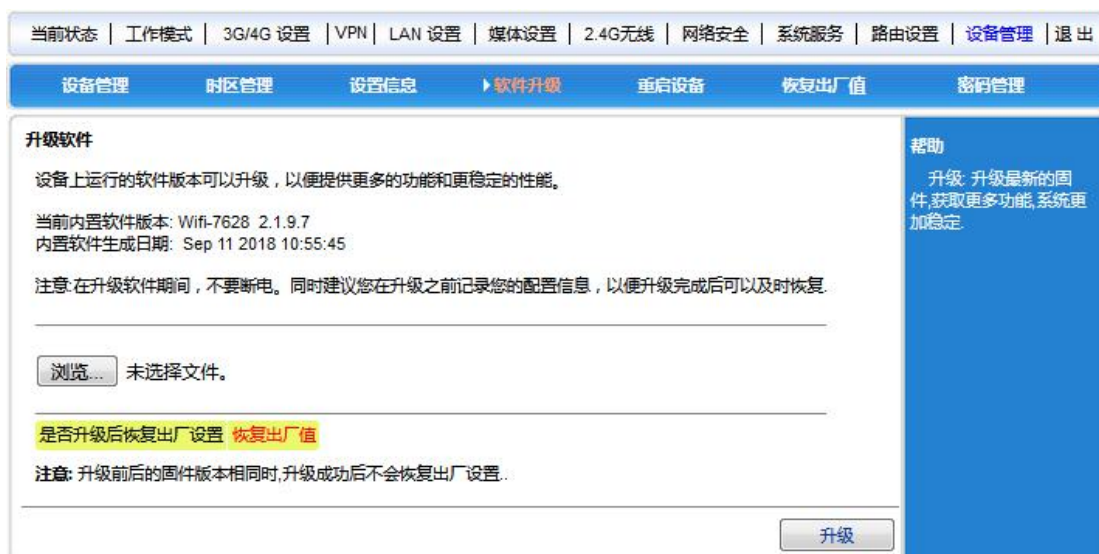 当前状态 | 工作模式 | 3G/4G 设置 | VPN | LAN 设置 | 媒体设置 | 2.4G无线 | 网络安全 | 系统服务 | 路由设置 | 设备管理 | 退 出
设备管理 时区管理 设置信息 软件升级 重启设备 恢复出厂值 密码管理
升级软件
设备上运行的软件版本可以升级，以便提供更多的功能和更稳定的性能。
当前内置软件版本: Wifi-7628 2.1.9.7
内置软件生成日期: Sep 11 2018 10:55:45
注意:在升级软件期间，不要断电。同时建议您在升级之前记录您的配置信息，以便升级完成后可以及时恢复.
浏览... 未选择文件。
是否升级后恢复出厂设置 恢复出厂值
注意: 升级前后的固件版本相同时,升级成功后不会恢复出厂设置..
升级
帮助
升级: 升级最新的固
件,获取更多功能,系统更
加稳定.